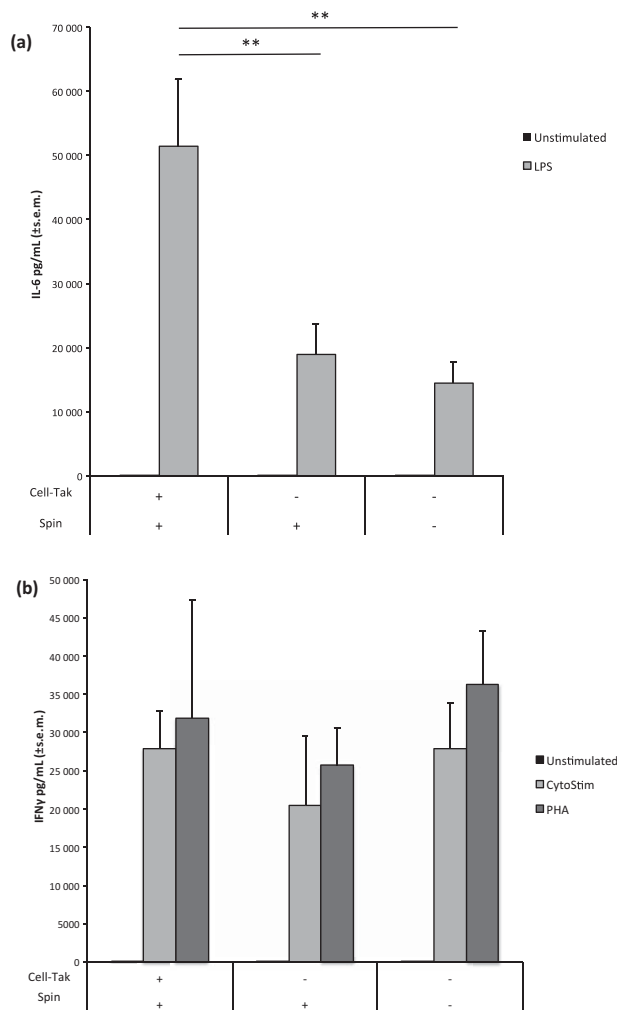 (a)
IL-6 pg/mL (±s.e.m.)
70 000
60 000
50 000
40 000
30 000
20 000
10 000
0
**
**
Unstimulated
LPS
Cell-Tak + - -
Spin + + -
(b)
IFNγ pg/mL (±s.e.m.)
50 000
45 000
40 000
35 000
30 000
25 000
20 000
15 000
10 000
5000
0
Unstimulated
CytoStim
PHA
Cell-Tak + - -
Spin + + -